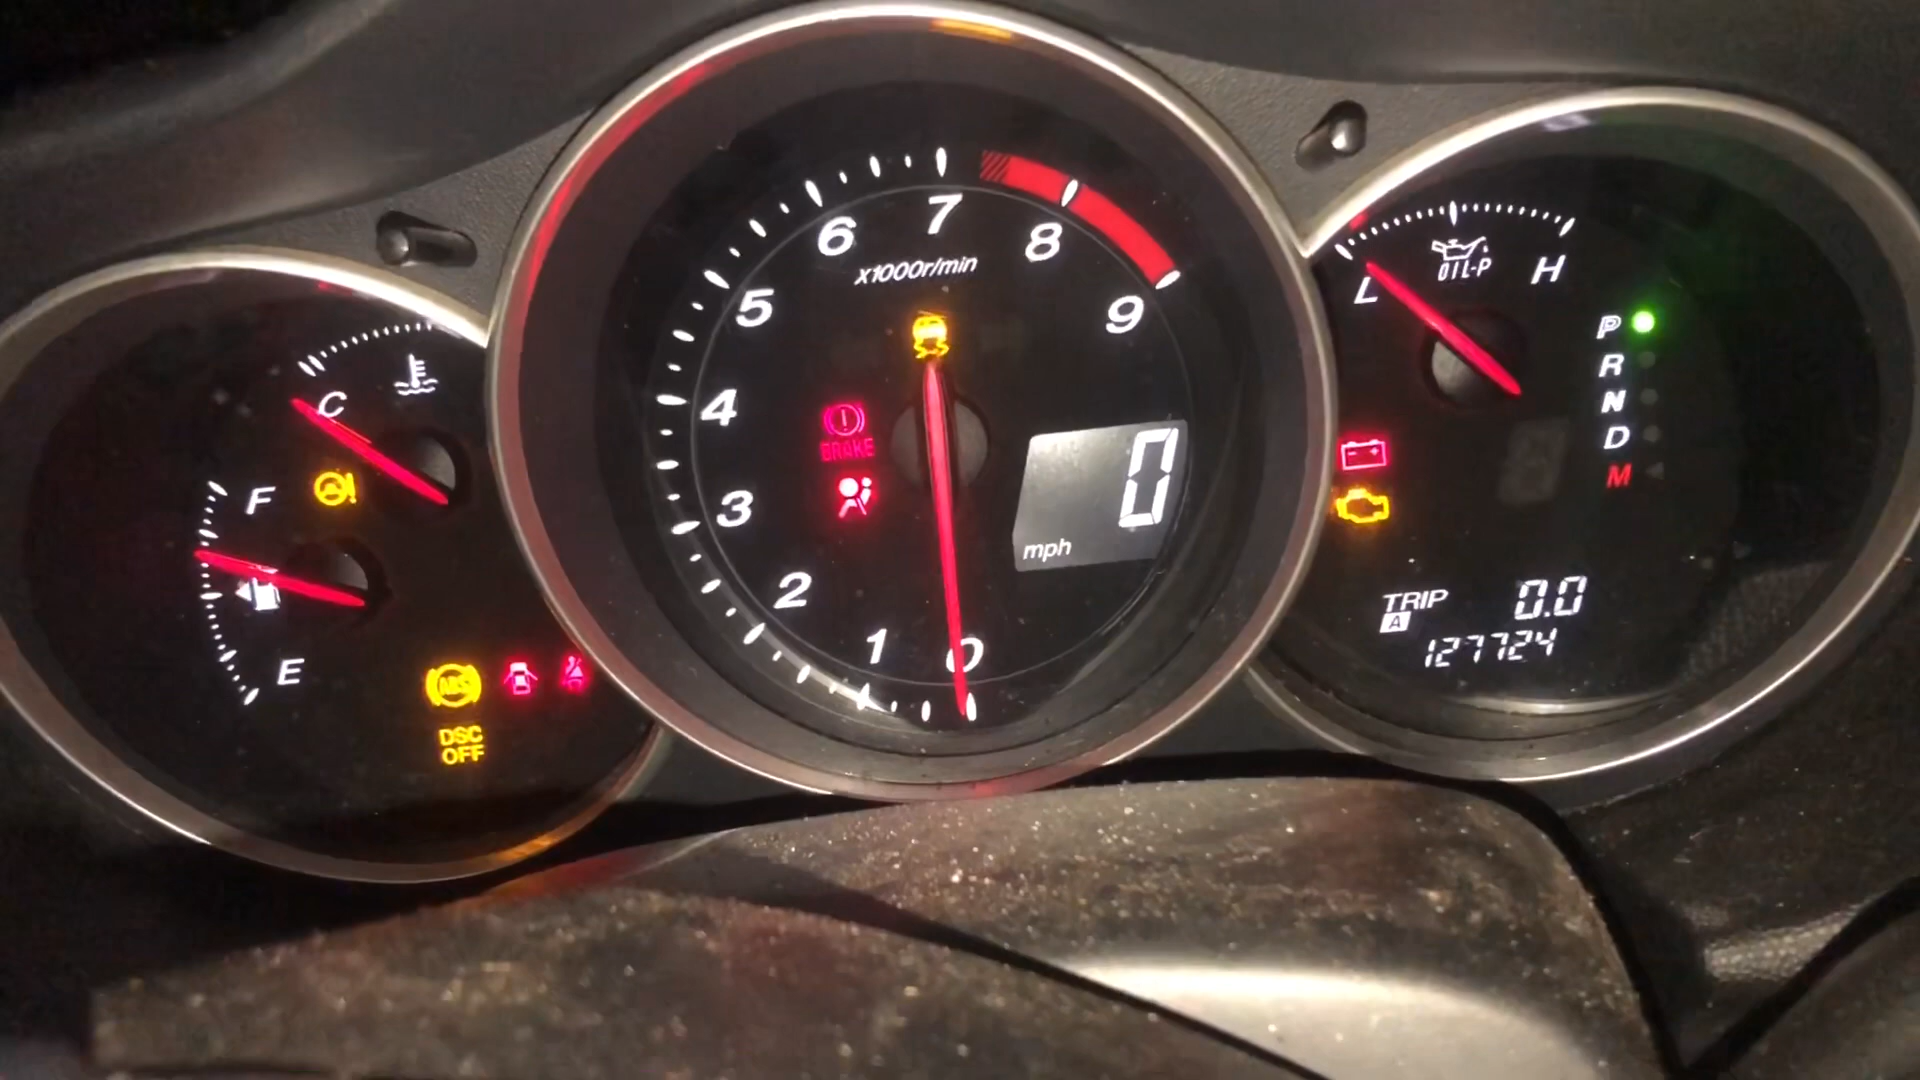 C
F
E
ABS
DSC
OFF
7
6
8
x1000r/min
5
9
4
BRAKE
3
0
mph
2
1
0
OIL-P
L
H
P
R
N
D
M
TRIP
A
0.0
127724